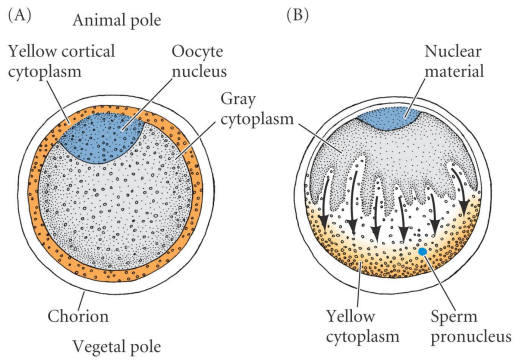 (A)
Animal pole
Yellow cortical
cytoplasm
Oocyte
nucleus
Gray
cytoplasm
Chorion
Vegetal pole
(B)
Nuclear
material
Yellow
cytoplasm
Sperm
pronucleus